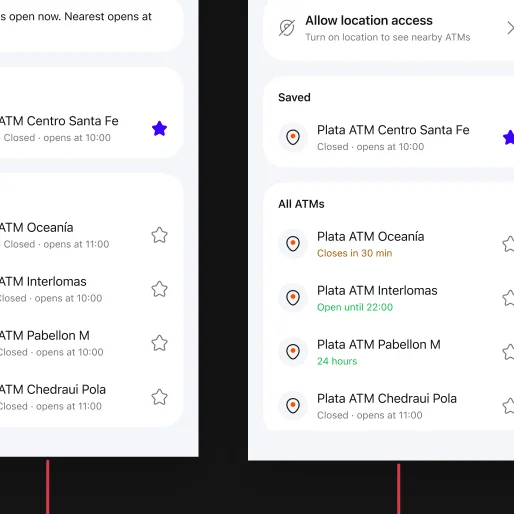 s open now. Nearest opens at
ATM Centro Santa Fe
Closed · opens at 10:00
ATM Oceanía
Closed · opens at 11:00
ATM Interlomas
Closed · opens at 10:00
ATM Pabellon M
Closed · opens at 10:00
ATM Chedraui Pola
Closed · opens at 11:00
Allow location access
Turn on location to see nearby ATMs
Saved
Plata ATM Centro Santa Fe
Closed · opens at 10:00
All ATMs
Plata ATM Oceanía
Closes in 30 min
Plata ATM Interlomas
Open until 22:00
Plata ATM Pabellon M
24 hours
Plata ATM Chedraui Pola
Closed · opens at 11:00